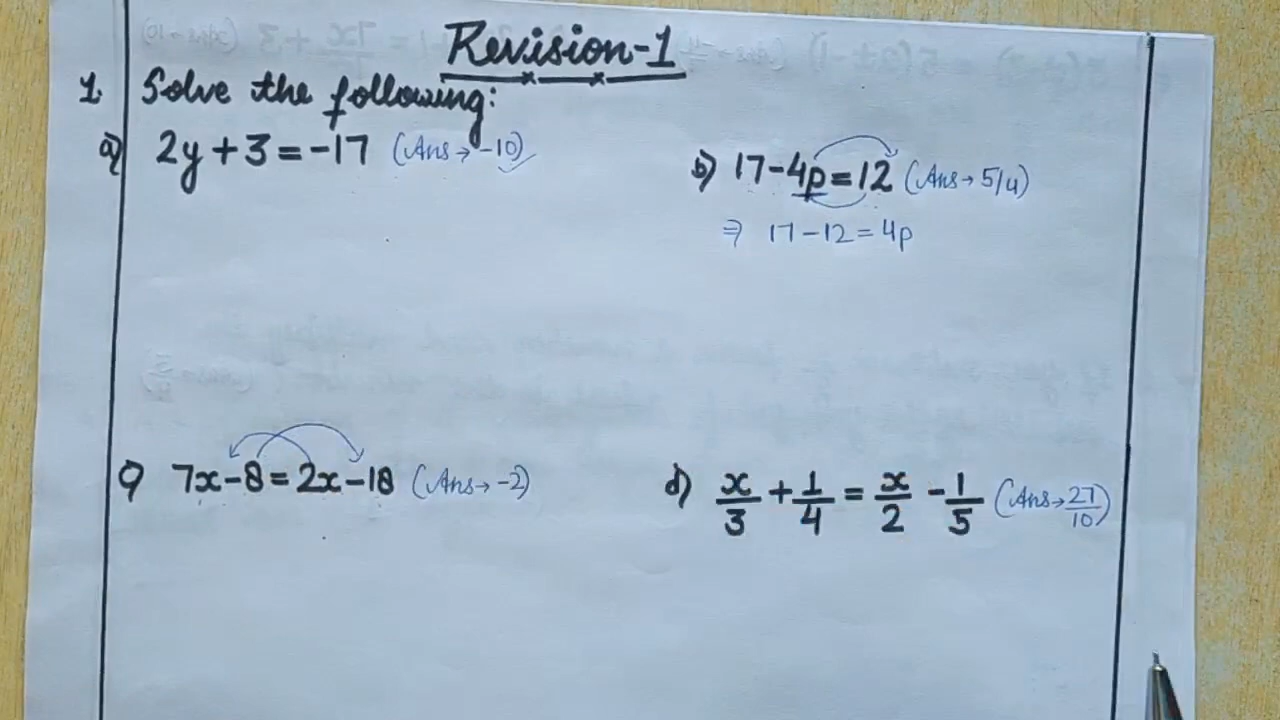 Revision-1
1. Solve the following:
a) 2y + 3 = -17 (Ans → -10)
b) 17 - 4p = 12 (Ans → 5/4)
⇒ 17 - 12 = 4p
c) 7x - 8 = 2x - 18 (Ans → -2)
d) x/3 + 1/4 = x/2 - 1/5 (Ans → 27/10)